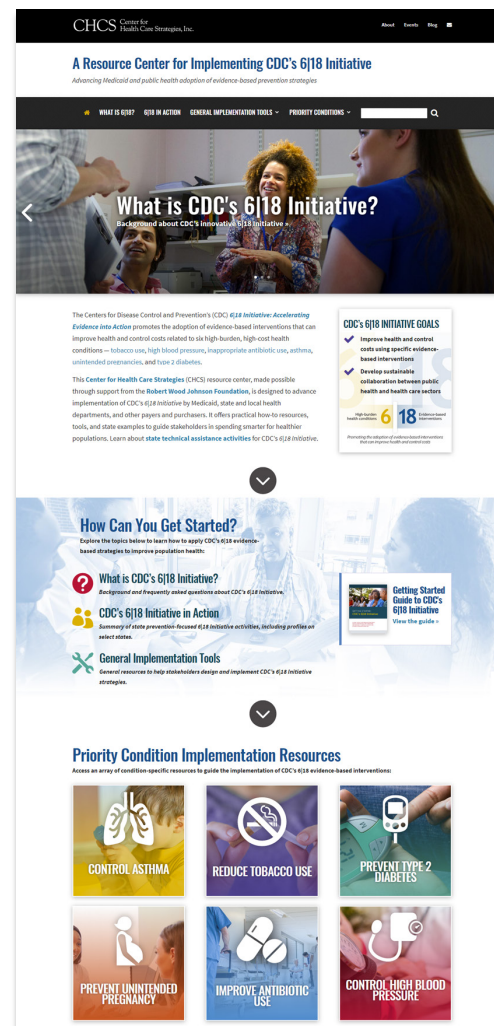 CHCS Center for
Health Care Strategies, Inc.
About Events Blog
A Resource Center for Implementing CDC's 6|18 Initiative
Advancing Medicaid and public health adoption of evidence-based prevention strategies
WHAT IS 6|18? 6|18 IN ACTION GENERAL IMPLEMENTATION TOOLS PRIORITY CONDITIONS
What is CDC's 6|18 Initiative?
Background about CDC's innovative 6|18 Initiative »
The Centers for Disease Control and Prevention's (CDC) 6|18 Initiative: Accelerating
Evidence into Action promotes the adoption of evidence-based interventions that can
improve health and control costs related to six high-burden, high-cost health
conditions — tobacco use, high blood pressure, inappropriate antibiotic use, asthma,
unintended pregnancies, and type 2 diabetes.
This Center for Health Care Strategies (CHCS) resource center, made possible
through support from the Robert Wood Johnson Foundation, is designed to advance
implementation of CDC's 6|18 Initiative by Medicaid, state and local health
departments, and other payers and purchasers. It offers practical how-to resources,
tools, and state examples to guide stakeholders in spending smarter for healthier
populations. Learn about state technical assistance activities for CDC's 6|18 Initiative.
CDC's 6|18 INITIATIVE GOALS
Improve health and control
costs using specific evidence-
based interventions
Develop sustainable
collaboration between public
health and health care sectors
High-burden
health conditions 6 18 Evidence-based
interventions
Promoting the adoption of evidence-based interventions
that can improve health and control costs
How Can You Get Started?
Explore the topics below to learn how to apply CDC's 6|18 evidence-
based strategies to improve population health:
What is CDC's 6|18 Initiative?
Background and frequently asked questions about CDC's 6|18 Initiative.
CDC's 6|18 Initiative in Action
Summary of state prevention-focused 6|18 Initiative activities, including profiles on
select states.
General Implementation Tools
General resources to help stakeholders design and implement CDC's 6|18 Initiative
strategies.
Getting Started
Guide to CDC's
6|18 Initiative
View the guide »
Priority Condition Implementation Resources
Access an array of condition-specific resources to guide the implementation of CDC's 6|18 evidence-based interventions:
CONTROL ASTHMA
REDUCE TOBACCO USE
PREVENT TYPE 2
DIABETES
PREVENT UNINTENDED
PREGNANCY
IMPROVE ANTIBIOTIC
USE
CONTROL HIGH BLOOD
PRESSURE